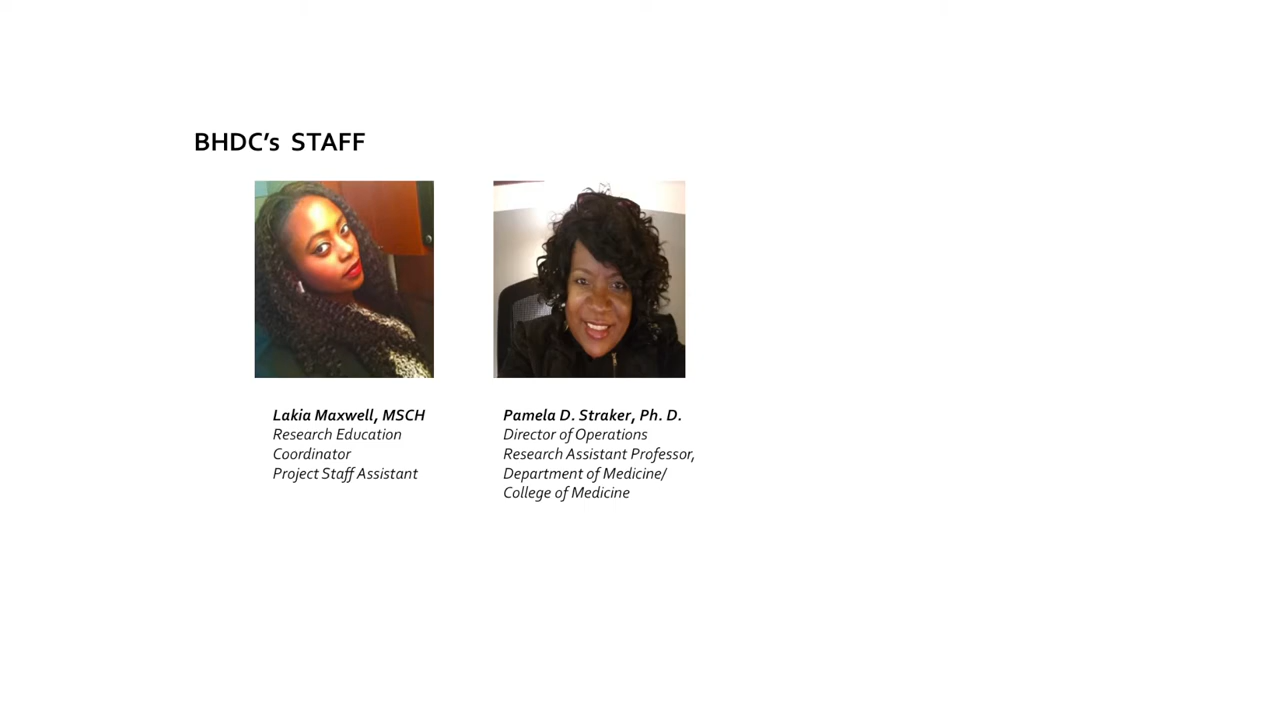 BHDC’s STAFF
Lakia Maxwell, MSCH
Research Education
Coordinator
Project Staff Assistant
Pamela D. Straker, Ph. D.
Director of Operations
Research Assistant Professor,
Department of Medicine/
College of Medicine